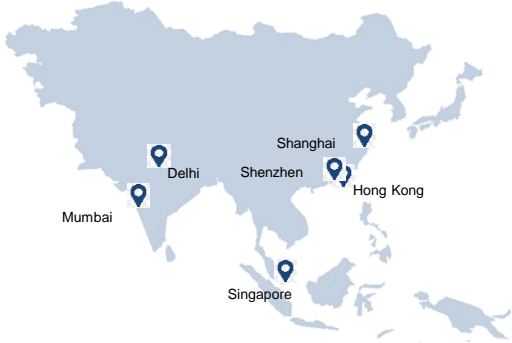 Shanghai
Delhi
Shenzhen
Hong Kong
Mumbai
Singapore